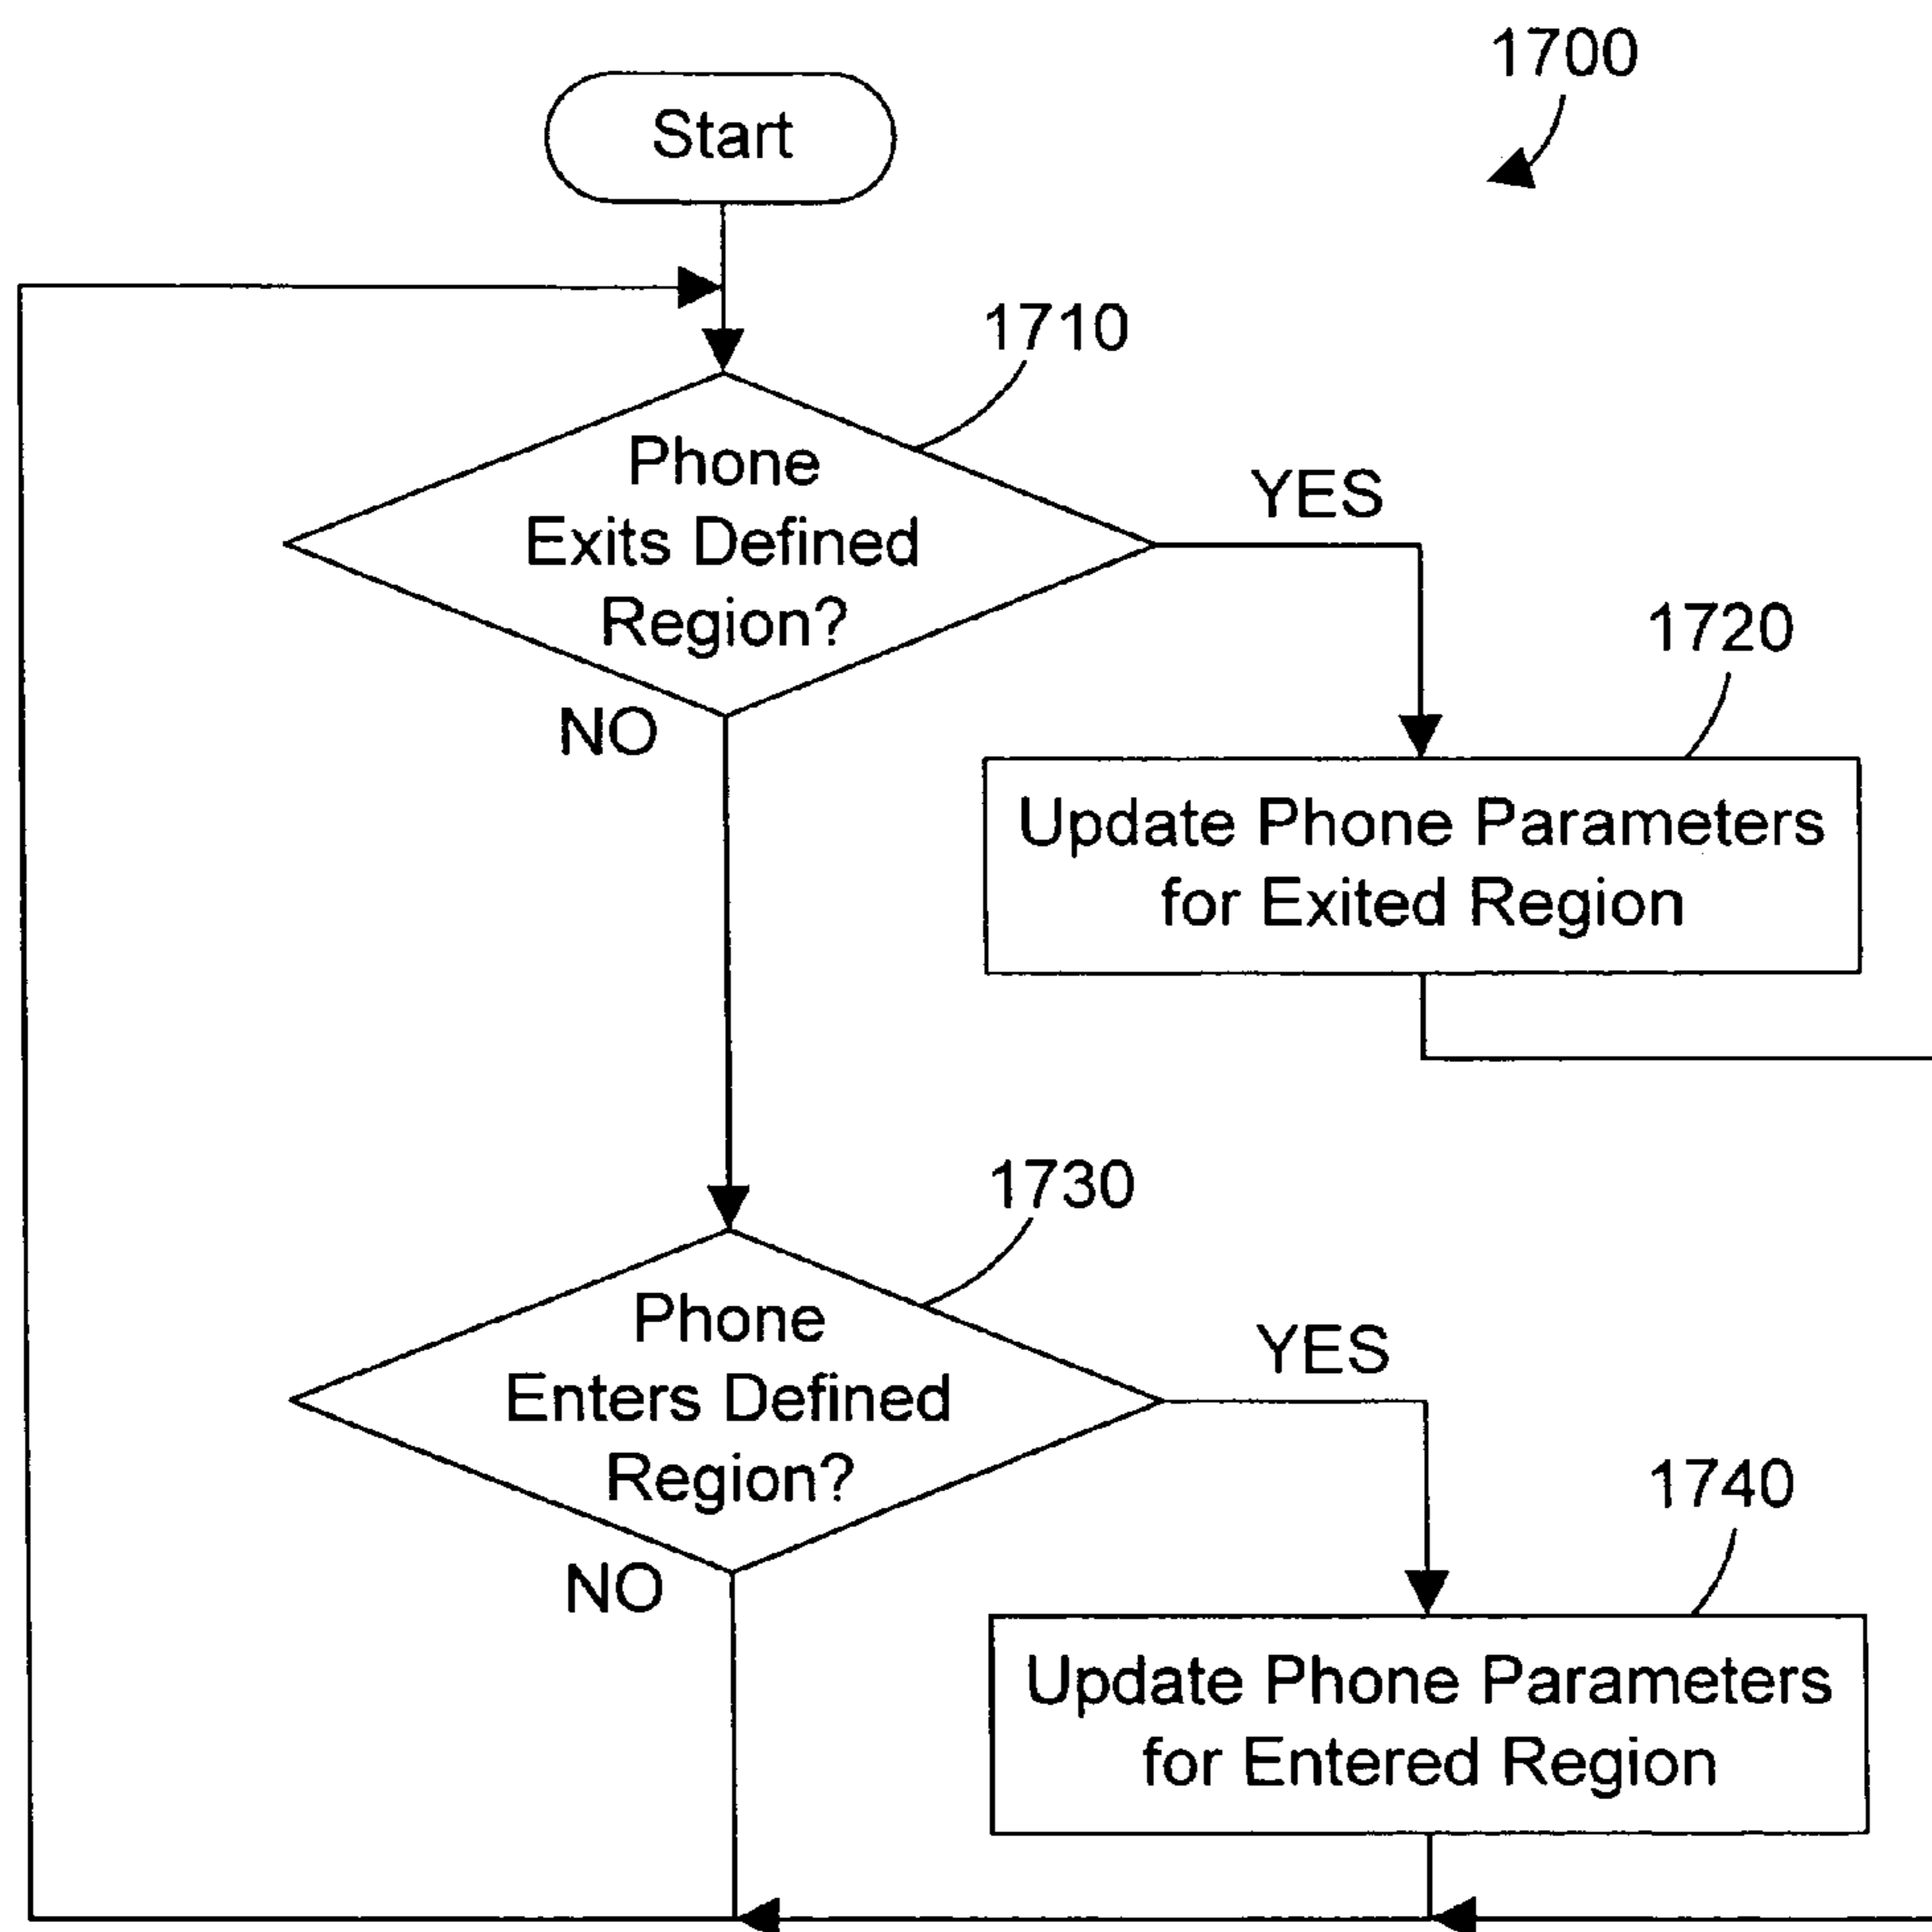 1700
Start
1710
Phone
Exits Defined
Region?
YES
NO
1720
Update Phone Parameters
for Exited Region
1730
Phone
Enters Defined
Region?
YES
NO
1740
Update Phone Parameters
for Entered Region